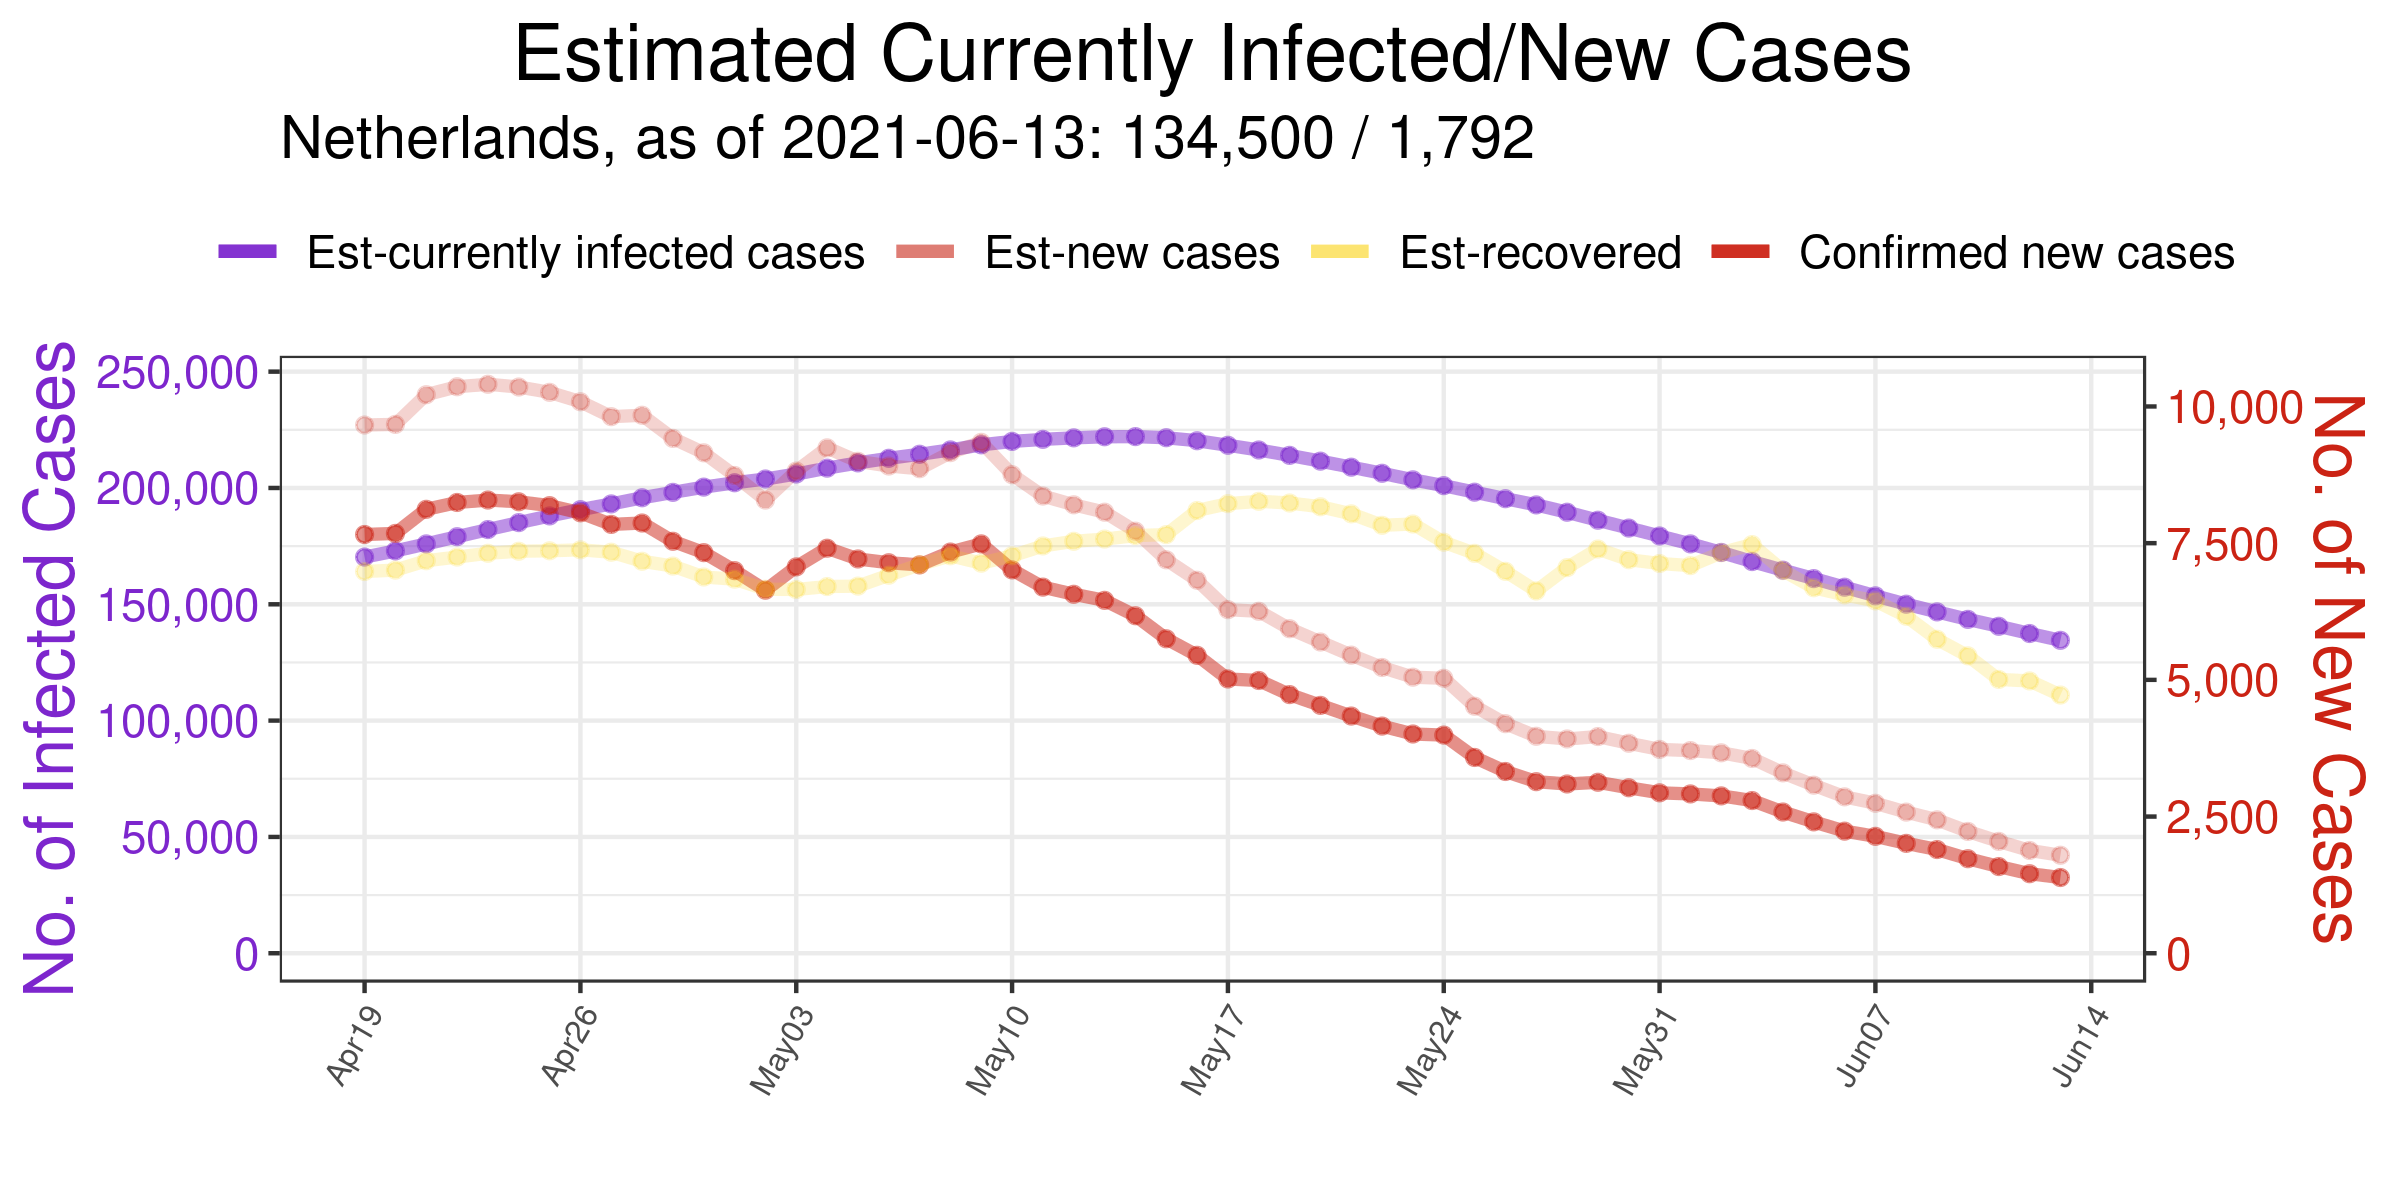 Estimated Currently Infected/New Cases
Netherlands, as of 2021-06-13: 134,500 / 1,792
Est-currently infected cases Est-new cases Est-recovered Confirmed new cases
No. of Infected Cases
250,000
200,000
150,000
100,000
50,000
0
10,000
7,500
5,000
2,500
0
No. of New Cases
Apr19 Apr26 May03 May10 May17 May24 May31 Jun07 Jun14